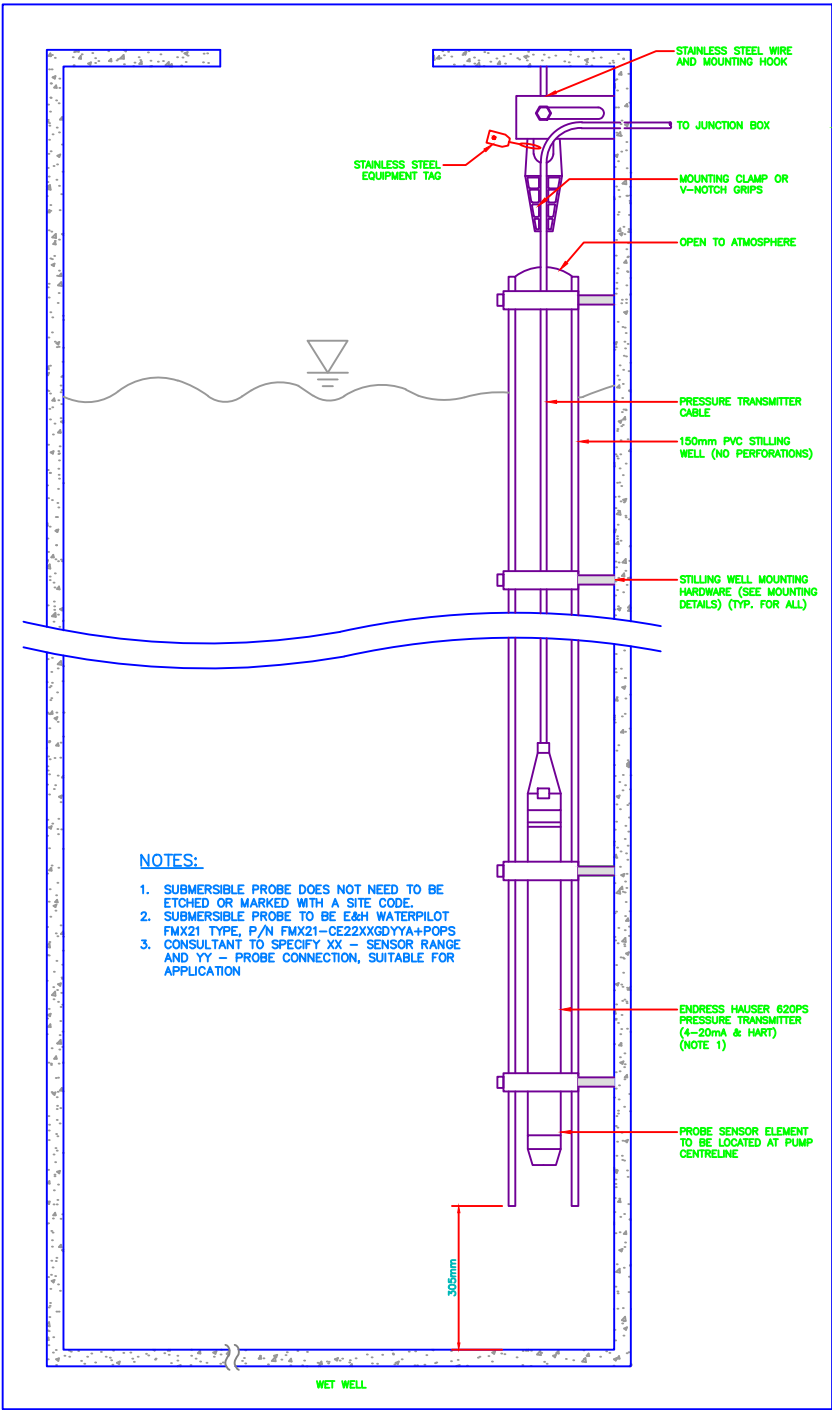 STAINLESS STEEL WIRE
AND MOUNTING HOOK
TO JUNCTION BOX
STAINLESS STEEL
EQUIPMENT TAG
MOUNTING CLAMP OR
V-NOTCH GRIPS
OPEN TO ATMOSPHERE
PRESSURE TRANSMITTER
CABLE
150mm PVC STILLING
WELL (NO PERFORATIONS)
STILLING WELL MOUNTING
HARDWARE (SEE MOUNTING
DETAILS) (TYP. FOR ALL)
NOTES:
1. SUBMERSIBLE PROBE DOES NOT NEED TO BE
ETCHED OR MARKED WITH A SITE CODE.
2. SUBMERSIBLE PROBE TO BE E&H WATERPILOT
FMX21 TYPE, P/N FMX21-CE22XXGDYYA+POPS
3. CONSULTANT TO SPECIFY XX - SENSOR RANGE
AND YY - PROBE CONNECTION, SUITABLE FOR
APPLICATION
ENDRESS HAUSER 620PS
PRESSURE TRANSMITTER
(4-20mA & HART)
(NOTE 1)
PROBE SENSOR ELEMENT
TO BE LOCATED AT PUMP
CENTRELINE
305mm
WET WELL